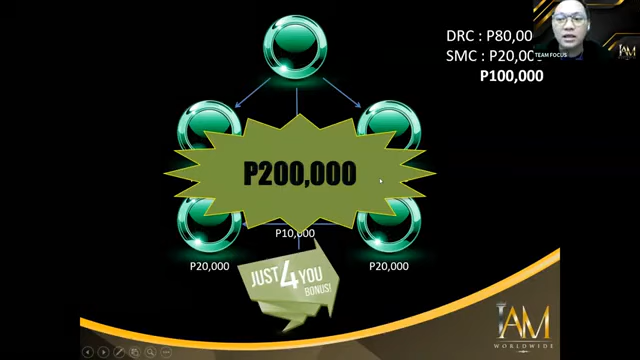 DRC : P80,00
SMC : P20,00
P100,000
TEAM FOCUS
IAM
P200,000
P10,000
P20,000
P20,000
JUST 4 YOU
BONUS!
IAM
WORLDWIDE